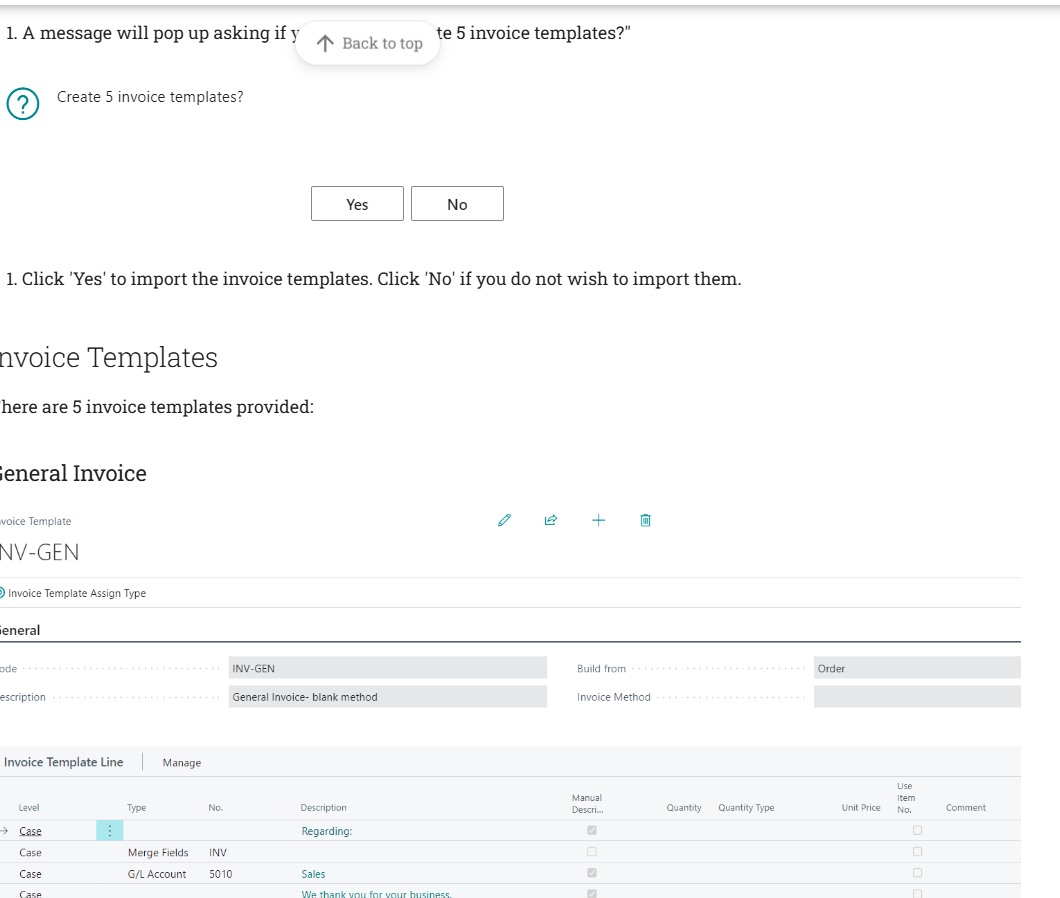 1. A message will pop up asking if y te 5 invoice templates?"
Back to top
Create 5 invoice templates?
Yes No
1. Click 'Yes' to import the invoice templates. Click 'No' if you do not wish to import them.
nvoice Templates
here are 5 invoice templates provided:
eneral Invoice
nvoice Template
NV-GEN
Invoice Template Assign Type
eneral
ode INV-GEN Build from Order
escription General Invoice- blank method Invoice Method
Invoice Template Line Manage
Level Type No. Description Manual Descri... Quantity Quantity Type Unit Price Use Item No. Comment
Case Regarding:
Case Merge Fields INV
Case G/L Account 5010 Sales
Case We thank you for your business.